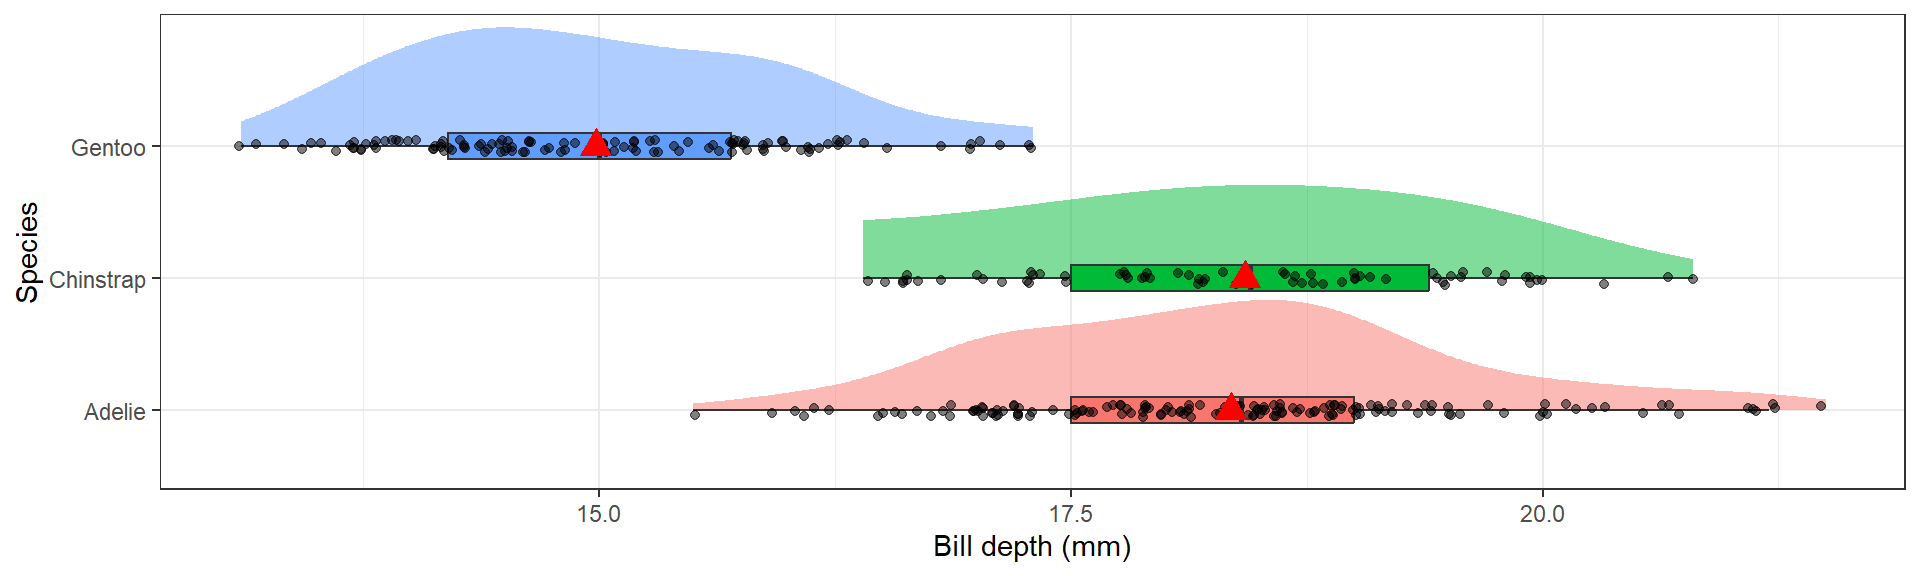 Species
Gentoo
Chinstrap
Adelie
15.0 17.5 20.0
Bill depth (mm)